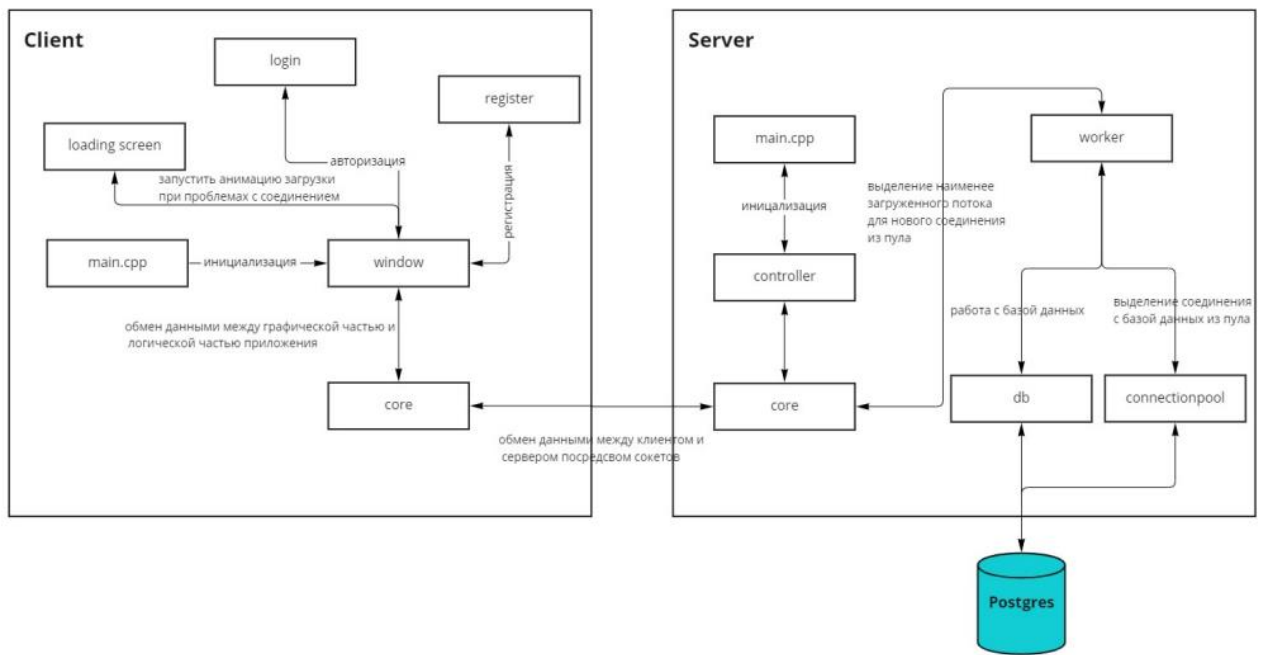 Client
login
register
loading screen
авторизация
запустить анимацию загрузки
при проблемах с соединением
регистрация
main.cpp
инициализация
window
обмен данными между графической частью и
логической частью приложения
core
обмен данными между клиентом и
сервером посредсвом сокетов
Server
main.cpp
worker
иницализация
выделение наименее
загруженного потока
для нового соединения
из пула
controller
работа с базой данных
выделение соединения
с базой данных из пула
core
db
connectionpool
Postgres